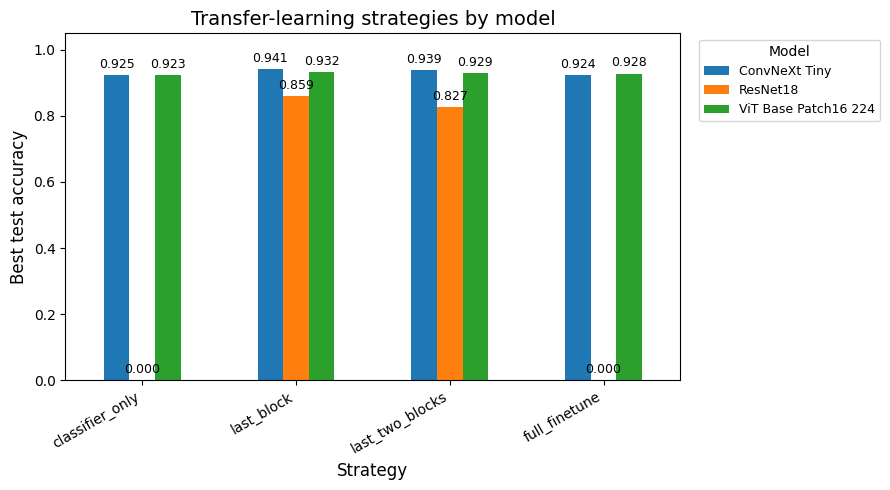 Transfer-learning strategies by model
Best test accuracy
1.0
0.8
0.6
0.4
0.2
0.0
0.925
0.000
0.923
0.941
0.859
0.932
0.939
0.827
0.929
0.924
0.000
0.928
classifier_only
last_block
last_two_blocks
full_finetune
Strategy
Model
ConvNeXt Tiny
ResNet18
ViT Base Patch16 224